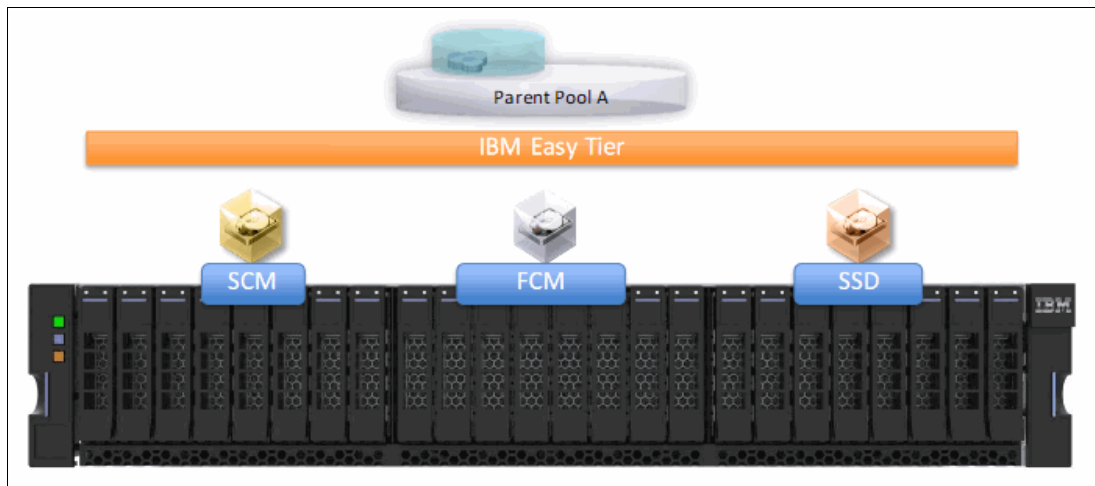 Parent Pool A
IBM Easy Tier
SCM
FCM
SSD
IBM